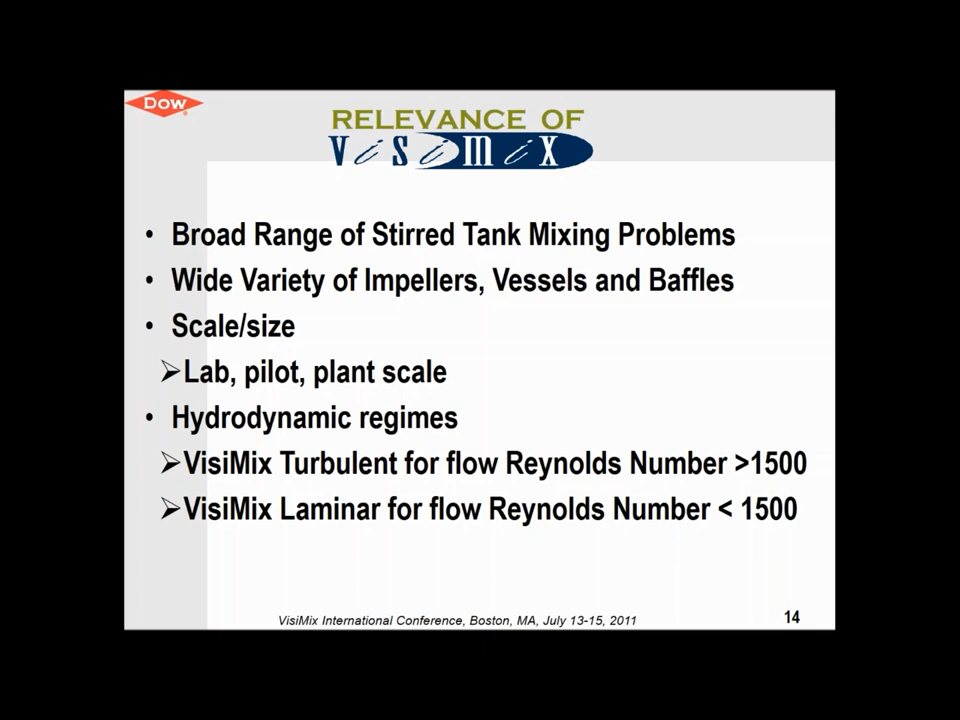 Dow
RELEVANCE OF
VisiMix
• Broad Range of Stirred Tank Mixing Problems
• Wide Variety of Impellers, Vessels and Baffles
• Scale/size
➢Lab, pilot, plant scale
• Hydrodynamic regimes
➢VisiMix Turbulent for flow Reynolds Number >1500
➢VisiMix Laminar for flow Reynolds Number < 1500
VisiMix International Conference, Boston, MA, July 13-15, 2011
14